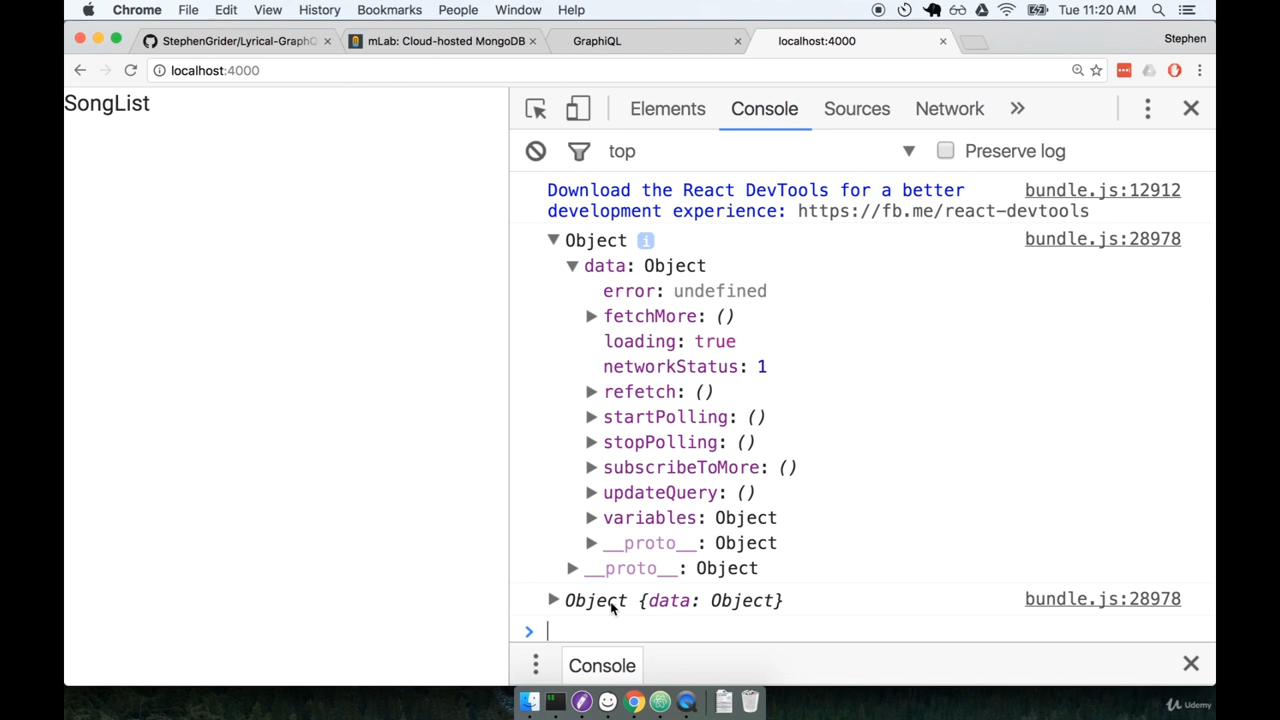 Chrome File Edit View History Bookmarks People Window Help Tue 11:20 AM
StephenGrider/Lyrical-GraphQ mLab: Cloud-hosted MongoDB GraphiQL localhost:4000 Stephen
localhost:4000
SongList
Elements Console Sources Network
top Preserve log
Download the React DevTools for a better bundle.js:12912
development experience: https://fb.me/react-devtools
Object i bundle.js:28978
data: Object
error: undefined
fetchMore: ()
loading: true
networkStatus: 1
refetch: ()
startPolling: ()
stopPolling: ()
subscribeToMore: ()
updateQuery: ()
variables: Object
__proto__: Object
__proto__: Object
Object {data: Object} bundle.js:28978
>
Console
Udemy